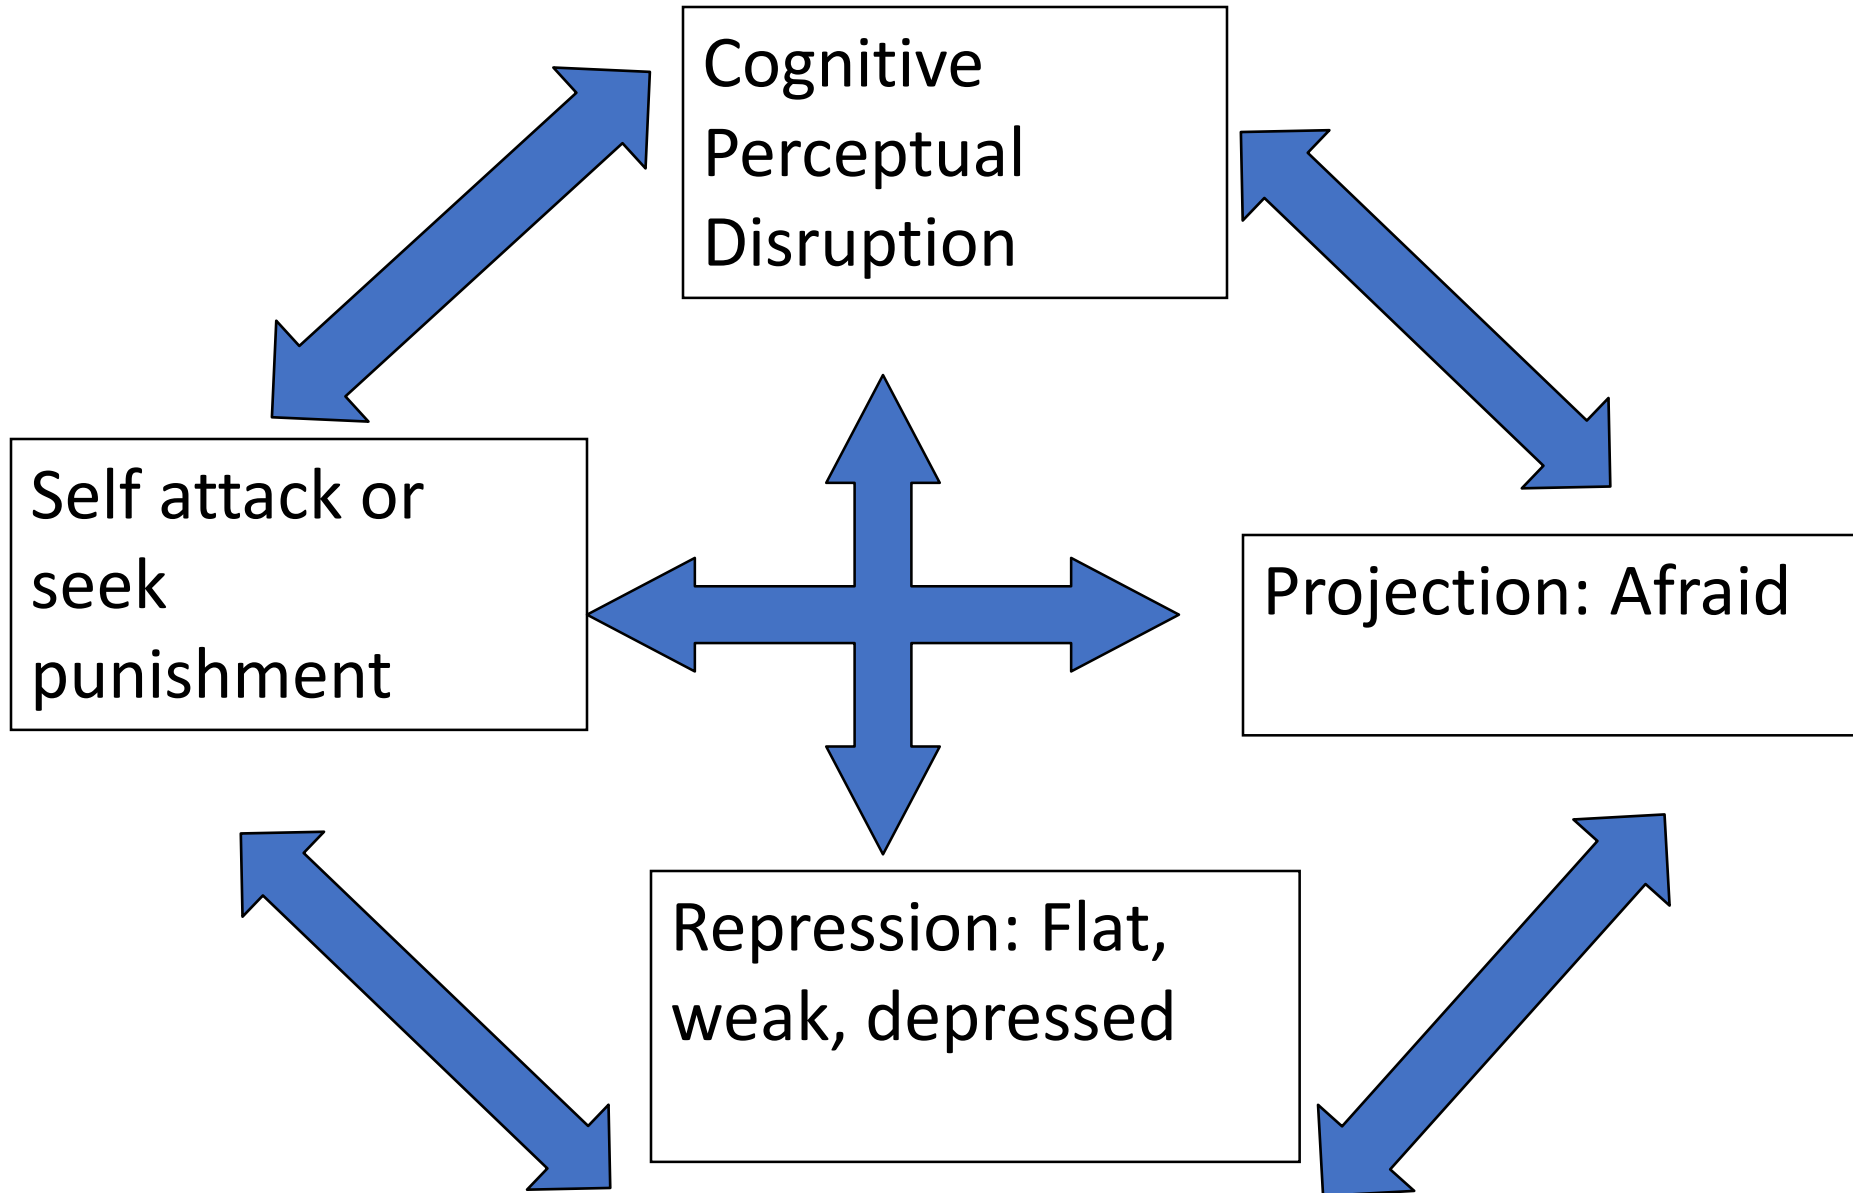 Cognitive
Perceptual
Disruption
Self attack or
seek
punishment
Projection: Afraid
Repression: Flat,
weak, depressed